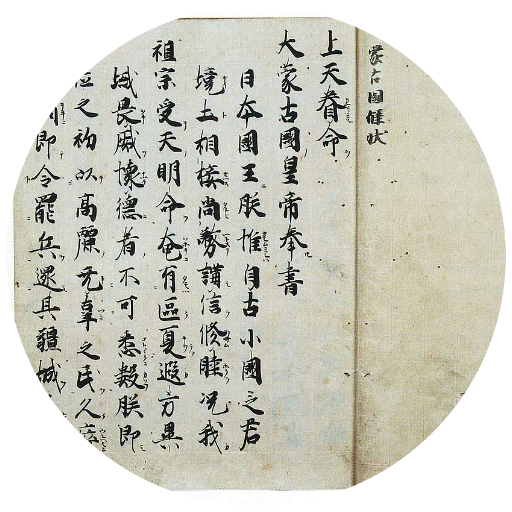 蒙古國牒状
上天眷命
大蒙古國皇帝奉書
日本國王朕惟自古小國之君
境土相接尚務講信修睦况我
祖宗受天明命奄有區夏遐方異
域畏威懐德者不可悉數朕即
位之初以高麗无辜之民久瘁
即令罷兵還其疆域